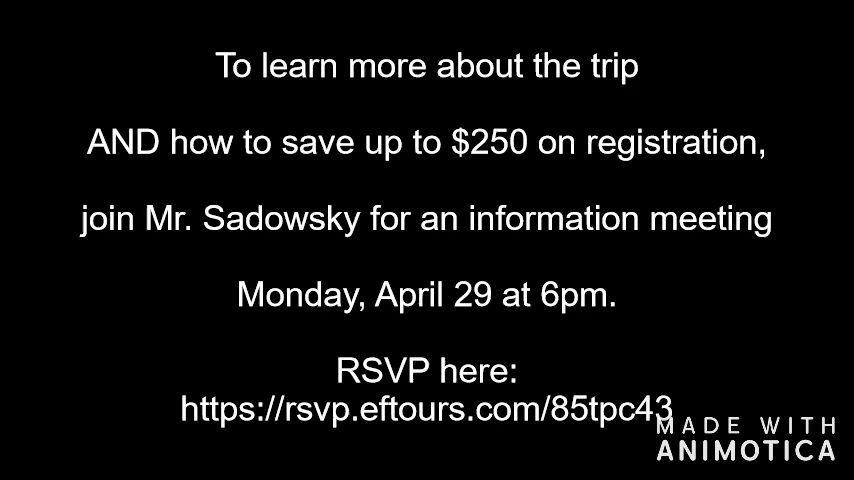 To learn more about the trip
AND how to save up to $250 on registration,
join Mr. Sadowsky for an information meeting
Monday, April 29 at 6pm.
RSVP here:
https://rsvp.eftours.com/85tpc43
MADE WITH
ANIMOTICA